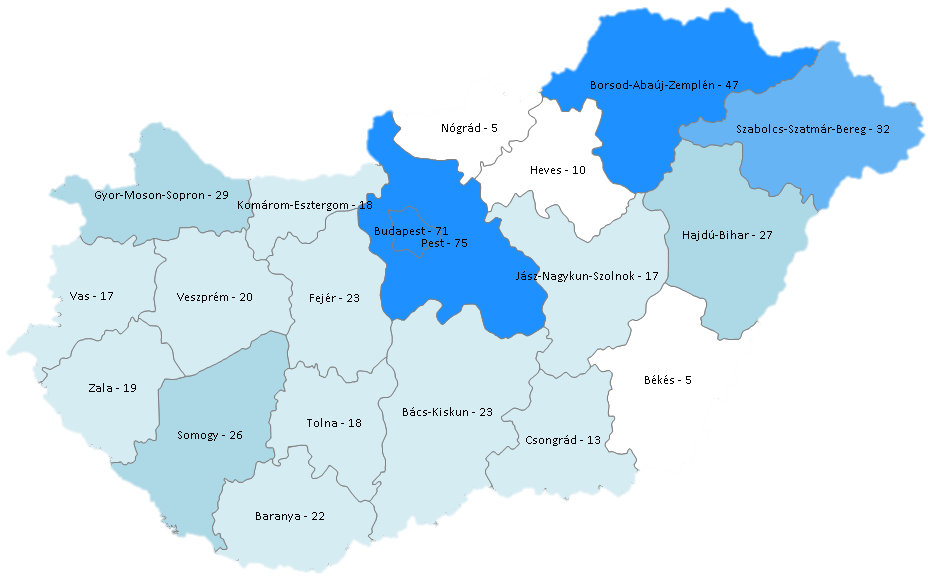 Borsod-Abaúj-Zemplén - 47
Nógrád - 5
Szabolcs-Szatmár-Bereg - 32
Heves - 10
Gyor-Moson-Sopron - 29
Komárom-Esztergom - 18
Budapest - 71
Hajdú-Bihar - 27
Pest - 75
Jász-Nagykun-Szolnok - 17
Vas - 17
Veszprém - 20
Fejér - 23
Békés - 5
Zala - 19
Bács-Kiskun - 23
Tolna - 18
Somogy - 26
Csongrád - 13
Baranya - 22